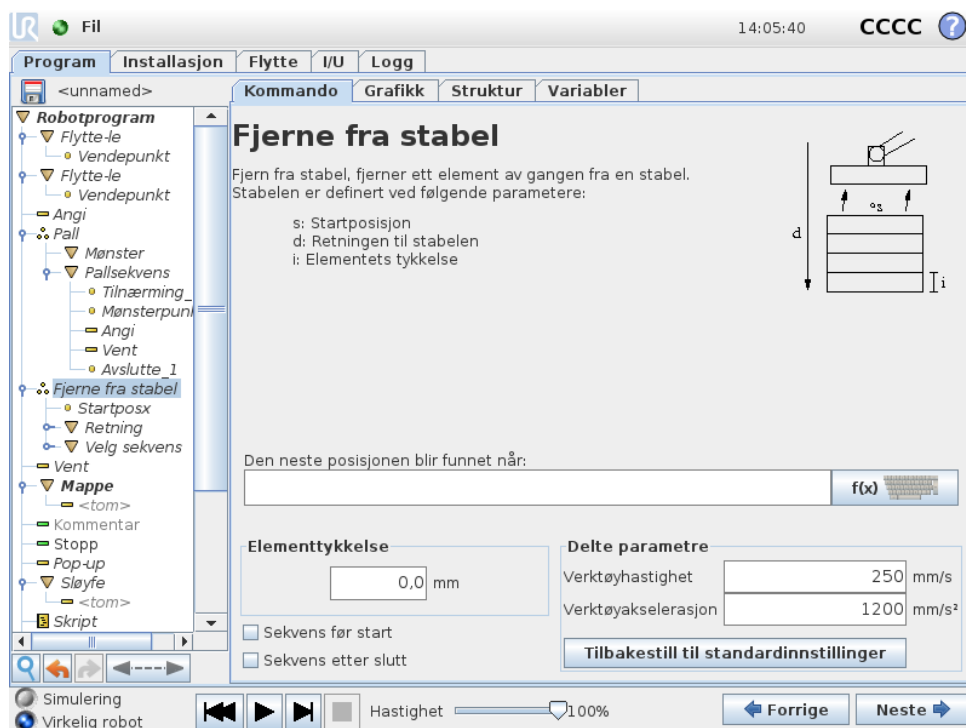 UR Fil 14:05:40 CCCC ?
Program Installasjon Flytte I/U Logg
<unnamed>
Kommando Grafikk Struktur Variabler
Robotprogram
Flytte-le
Vendepunkt
Flytte-le
Vendepunkt
Angi
Pall
Mønster
Pallsekvens
Tilnærming_
Mønsterpun
Angi
Vent
Avslutte_1
Fjerne fra stabel
Startposx
Retning
Velg sekvens
Vent
Mappe
<tom>
Kommentar
Stopp
Pop-up
Sløyfe
<tom>
Skript
Fjerne fra stabel
Fjern fra stabel, fjerner ett element av gangen fra en stabel.
Stabelen er definert ved følgende parametere:
s: Startposisjon
d: Retningen til stabelen
i: Elementets tykkelse
s
d
i
Den neste posisjonen blir funnet når:
f(x)
Elementtykkelse
0,0 mm
Sekvens før start
Sekvens etter slutt
Delte parametre
Verktøyhastighet 250 mm/s
Verktøyakselerasjon 1200 mm/s²
Tilbakestill til standardinnstillinger
Simulering
Virkelig robot
Hastighet 100%
Forrige
Neste